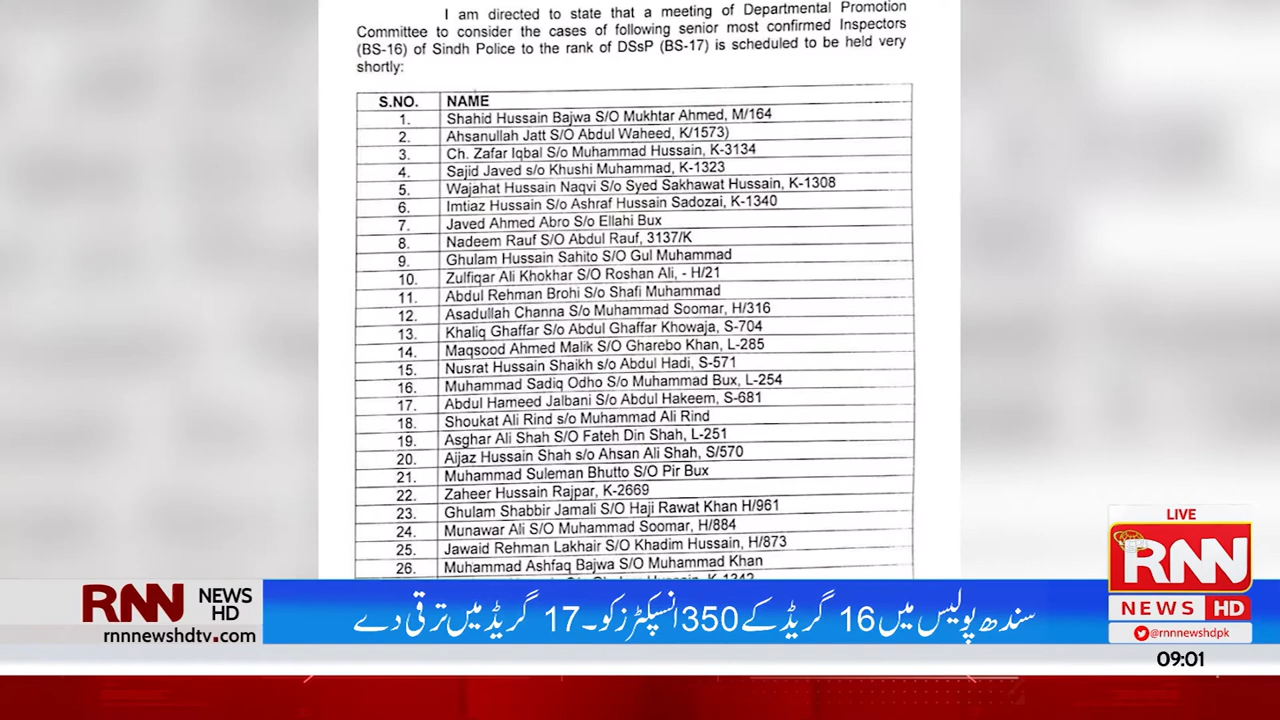 I am directed to state that a meeting of Departmental Promotion
Committee to consider the cases of following senior most confirmed Inspectors
(BS-16) of Sindh Police to the rank of DSsP (BS-17) is scheduled to be held very
shortly:
S.NO. NAME
1. Shahid Hussain Bajwa S/O Mukhtar Ahmed, M/164
2. Ahsanullah Jatt S/O Abdul Waheed, K/1573)
3. Ch. Zafar Iqbal S/o Muhammad Hussain, K-3134
4. Sajid Javed s/o Khushi Muhammad, K-1323
5. Wajahat Hussain Naqvi S/o Syed Sakhawat Hussain, K-1308
6. Imtiaz Hussain S/o Ashraf Hussain Sadozai, K-1340
7. Javed Ahmed Abro S/o Ellahi Bux
8. Nadeem Rauf S/O Abdul Rauf, 3137/K
9. Ghulam Hussain Sahito S/O Gul Muhammad
10. Zulfiqar Ali Khokhar S/O Roshan Ali, - H/21
11. Abdul Rehman Brohi S/o Shafi Muhammad
12. Asadullah Channa S/o Muhammad Soomar, H/316
13. Khaliq Ghaffar S/o Abdul Ghaffar Khowaja, S-704
14. Maqsood Ahmed Malik S/O Gharebo Khan, L-285
15. Nusrat Hussain Shaikh s/o Abdul Hadi, S-571
16. Muhammad Sadiq Odho S/o Muhammad Bux, L-254
17. Abdul Hameed Jalbani S/o Abdul Hakeem, S-681
18. Shoukat Ali Rind s/o Muhammad Ali Rind
19. Asghar Ali Shah S/O Fateh Din Shah, L-251
20. Aijaz Hussain Shah s/o Ahsan Ali Shah, S/570
21. Muhammad Suleman Bhutto S/O Pir Bux
22. Zaheer Hussain Rajpar, K-2669
23. Ghulam Shabbir Jamali S/O Haji Rawat Khan H/961
24. Munawar Ali S/O Muhammad Soomar, H/884
25. Jawaid Rehman Lakhair S/O Khadim Hussain, H/873
26. Muhammad Ashfaq Bajwa S/O Muhammad Khan
LIVE
RNN
NEWS HD
@rnnnewshdpk
09:01
RNN NEWS HD
rnnnewshdtv.com
سندھ پولیس میں 16 گریڈ کے 350 انسپکٹرز کو۔ 17 گریڈ میں ترقی دے